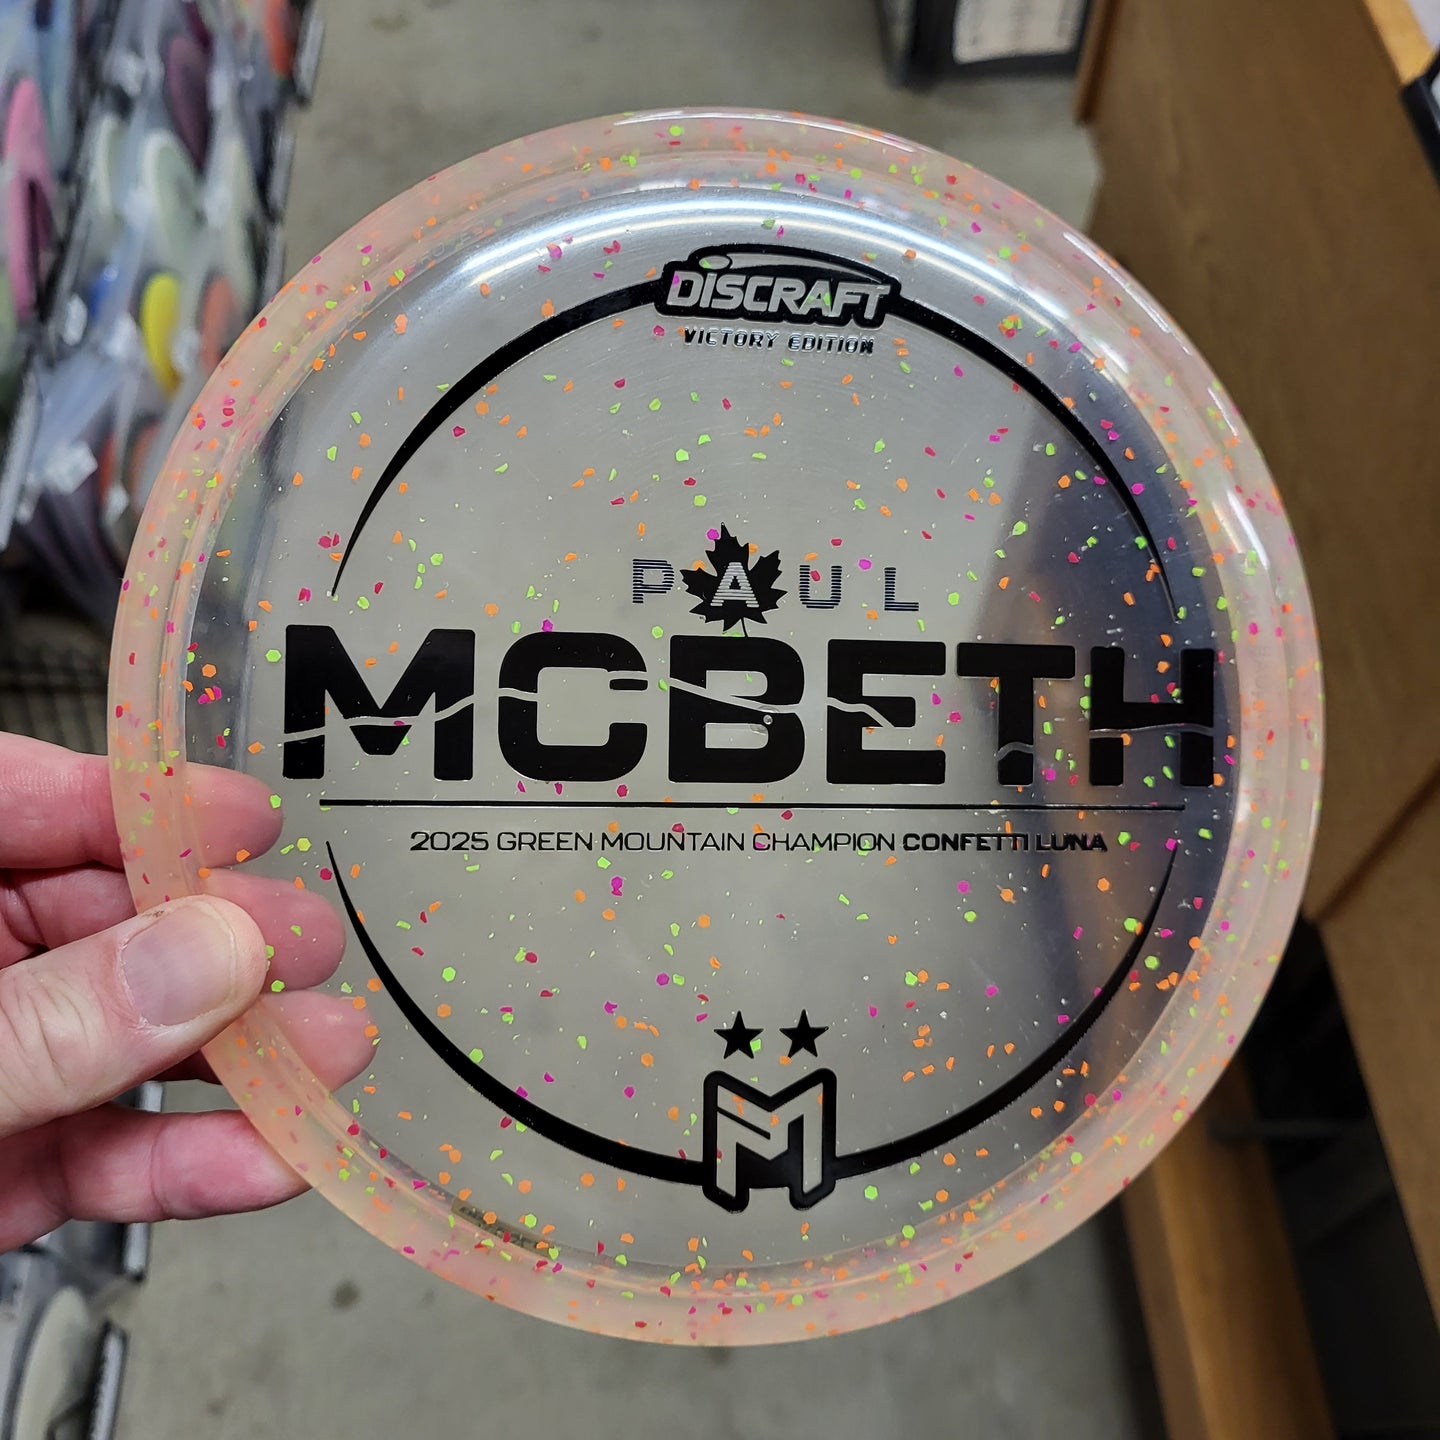 DISCRAFT
VICTORY EDITION
PAUL
MCBETH
2025 GREEN MOUNTAIN CHAMPION CONFETTI LUNA
M